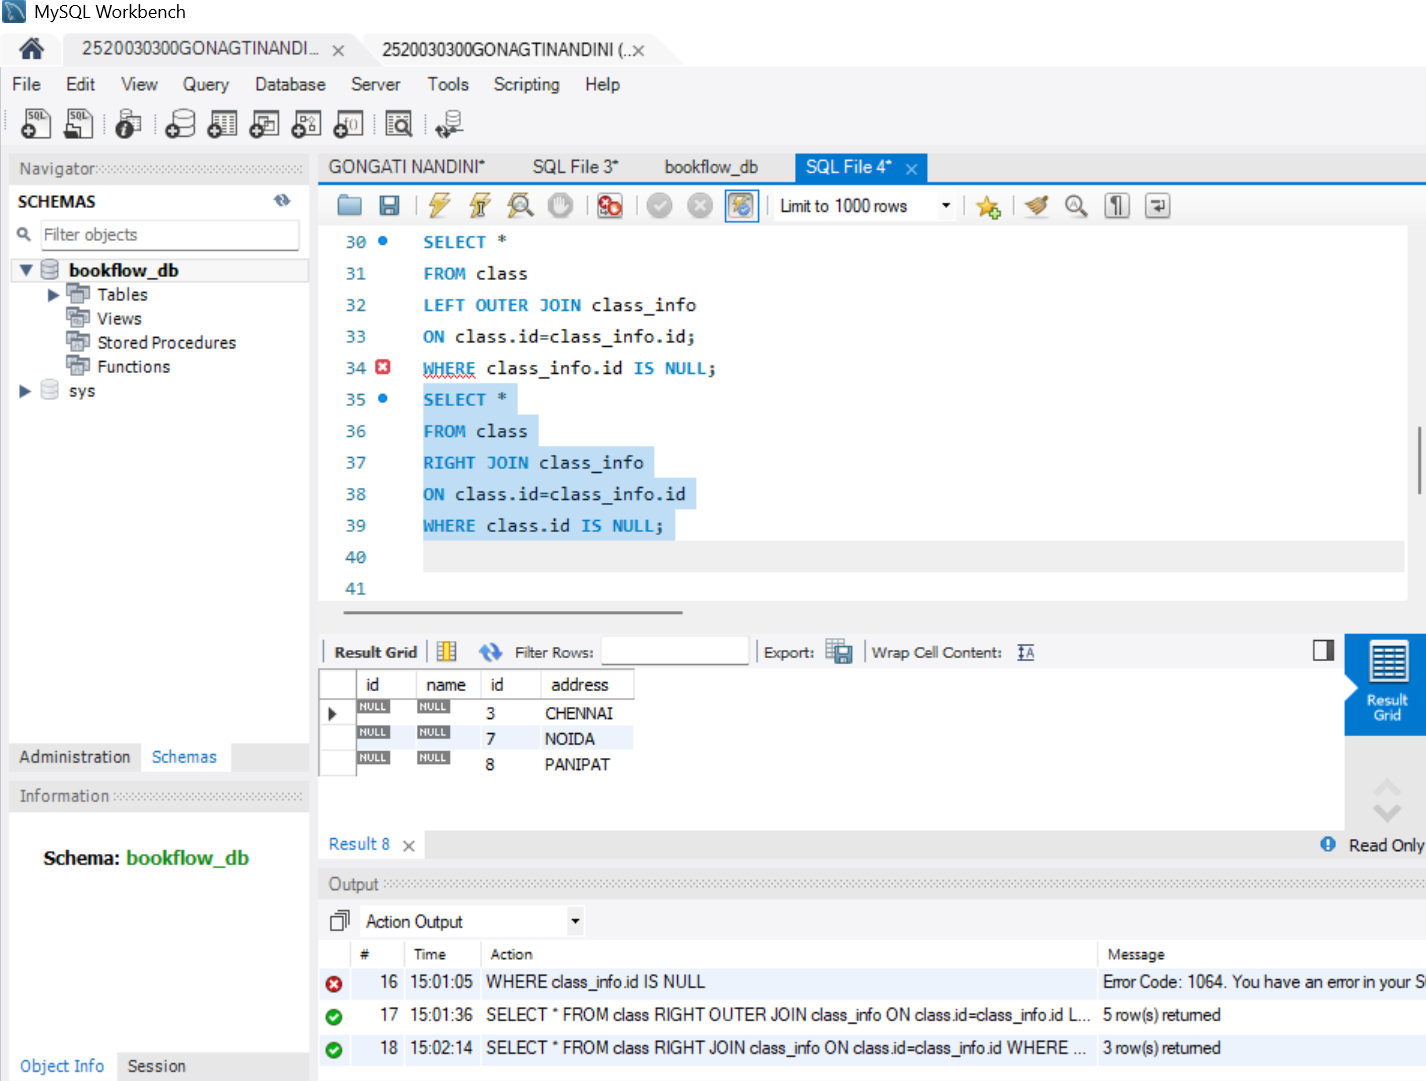 MySQL Workbench
2520030300GONAGTINANDI... ×
2520030300GONAGTINANDINI (..×
File Edit View Query Database Server Tools Scripting Help
Navigator
SCHEMAS
Filter objects
bookflow_db
Tables
Views
Stored Procedures
Functions
sys
Administration Schemas
Information
Schema: bookflow_db
Object Info Session
GONGATI NANDINI* SQL File 3* bookflow_db SQL File 4* ×
Limit to 1000 rows
30 SELECT *
31 FROM class
32 LEFT OUTER JOIN class_info
33 ON class.id=class_info.id;
34 WHERE class_info.id IS NULL;
35 SELECT *
36 FROM class
37 RIGHT JOIN class_info
38 ON class.id=class_info.id
39 WHERE class.id IS NULL;
40
41
Result Grid Filter Rows: Export: Wrap Cell Content: IA
id name id address
NULL NULL 3 CHENNAI
NULL NULL 7 NOIDA
NULL NULL 8 PANIPAT
Result
Grid
Result 8 ×
Read Only
Output
Action Output
# Time Action Message
16 15:01:05 WHERE class_info.id IS NULL Error Code: 1064. You have an error in your S
17 15:01:36 SELECT * FROM class RIGHT OUTER JOIN class_info ON class.id=class_info.id L... 5 row(s) returned
18 15:02:14 SELECT * FROM class RIGHT JOIN class_info ON class.id=class_info.id WHERE ... 3 row(s) returned